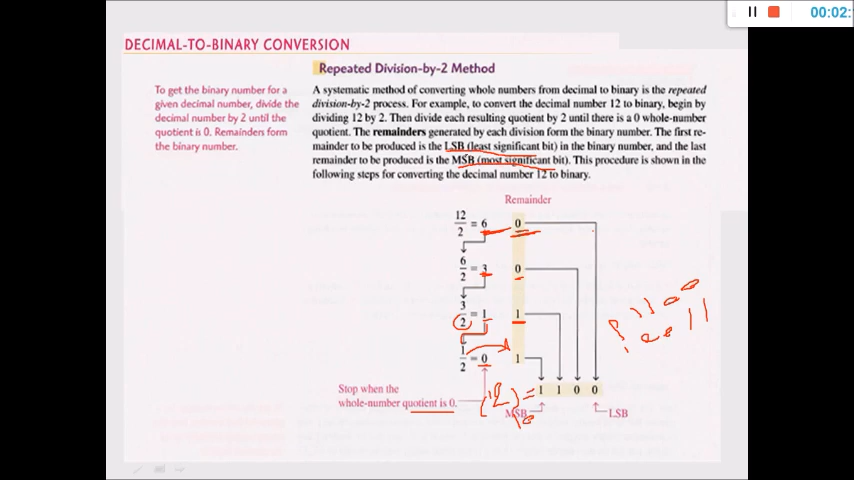 00:02:
DECIMAL-TO-BINARY CONVERSION
Repeated Division-by-2 Method
To get the binary number for a
given decimal number, divide the
decimal number by 2 until the
quotient is 0. Remainders form
the binary number.
A systematic method of converting whole numbers from decimal to binary is the repeated
division-by-2 process. For example, to convert the decimal number 12 to binary, begin by
dividing 12 by 2. Then divide each resulting quotient by 2 until there is a 0 whole-number
quotient. The remainders generated by each division form the binary number. The first re-
mainder to be produced is the LSB (least significant bit) in the binary number, and the last
remainder to be produced is the MSB (most significant bit). This procedure is shown in the
following steps for converting the decimal number 12 to binary.
Remainder
12/2 = 6 0
6/2 = 3 0
3/2 = 1 1
1/2 = 0 1
1100
Stop when the
whole-number quotient is 0.
(12)10 = 1 1 0 0
MSB LSB